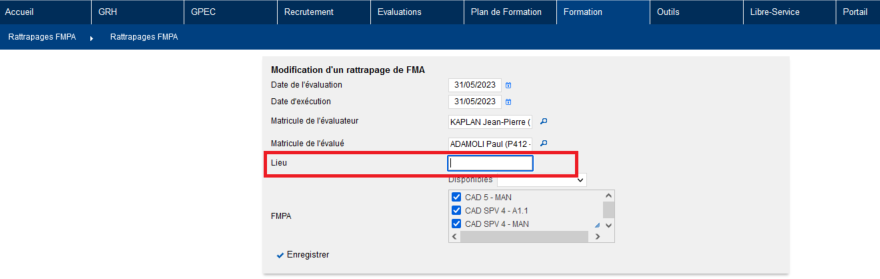 Accueil GRH GPEC Recrutement Evaluations Plan de Formation Formation Outils Libre-Service Portail
Rattrapages FMPA Rattrapages FMPA
Modification d'un rattrapage de FMA
Date de l'évaluation 31/05/2023
Date d'exécution 31/05/2023
Matricule de l'évaluateur KAPLAN Jean-Pierre (
Matricule de l'évalué ADAMOLI Paul (P412 -
Lieu
Disponibles
CAD 5 - MAN
CAD SPV 4 - A1.1
FMPA
CAD SPV 4 - MAN
Enregistrer